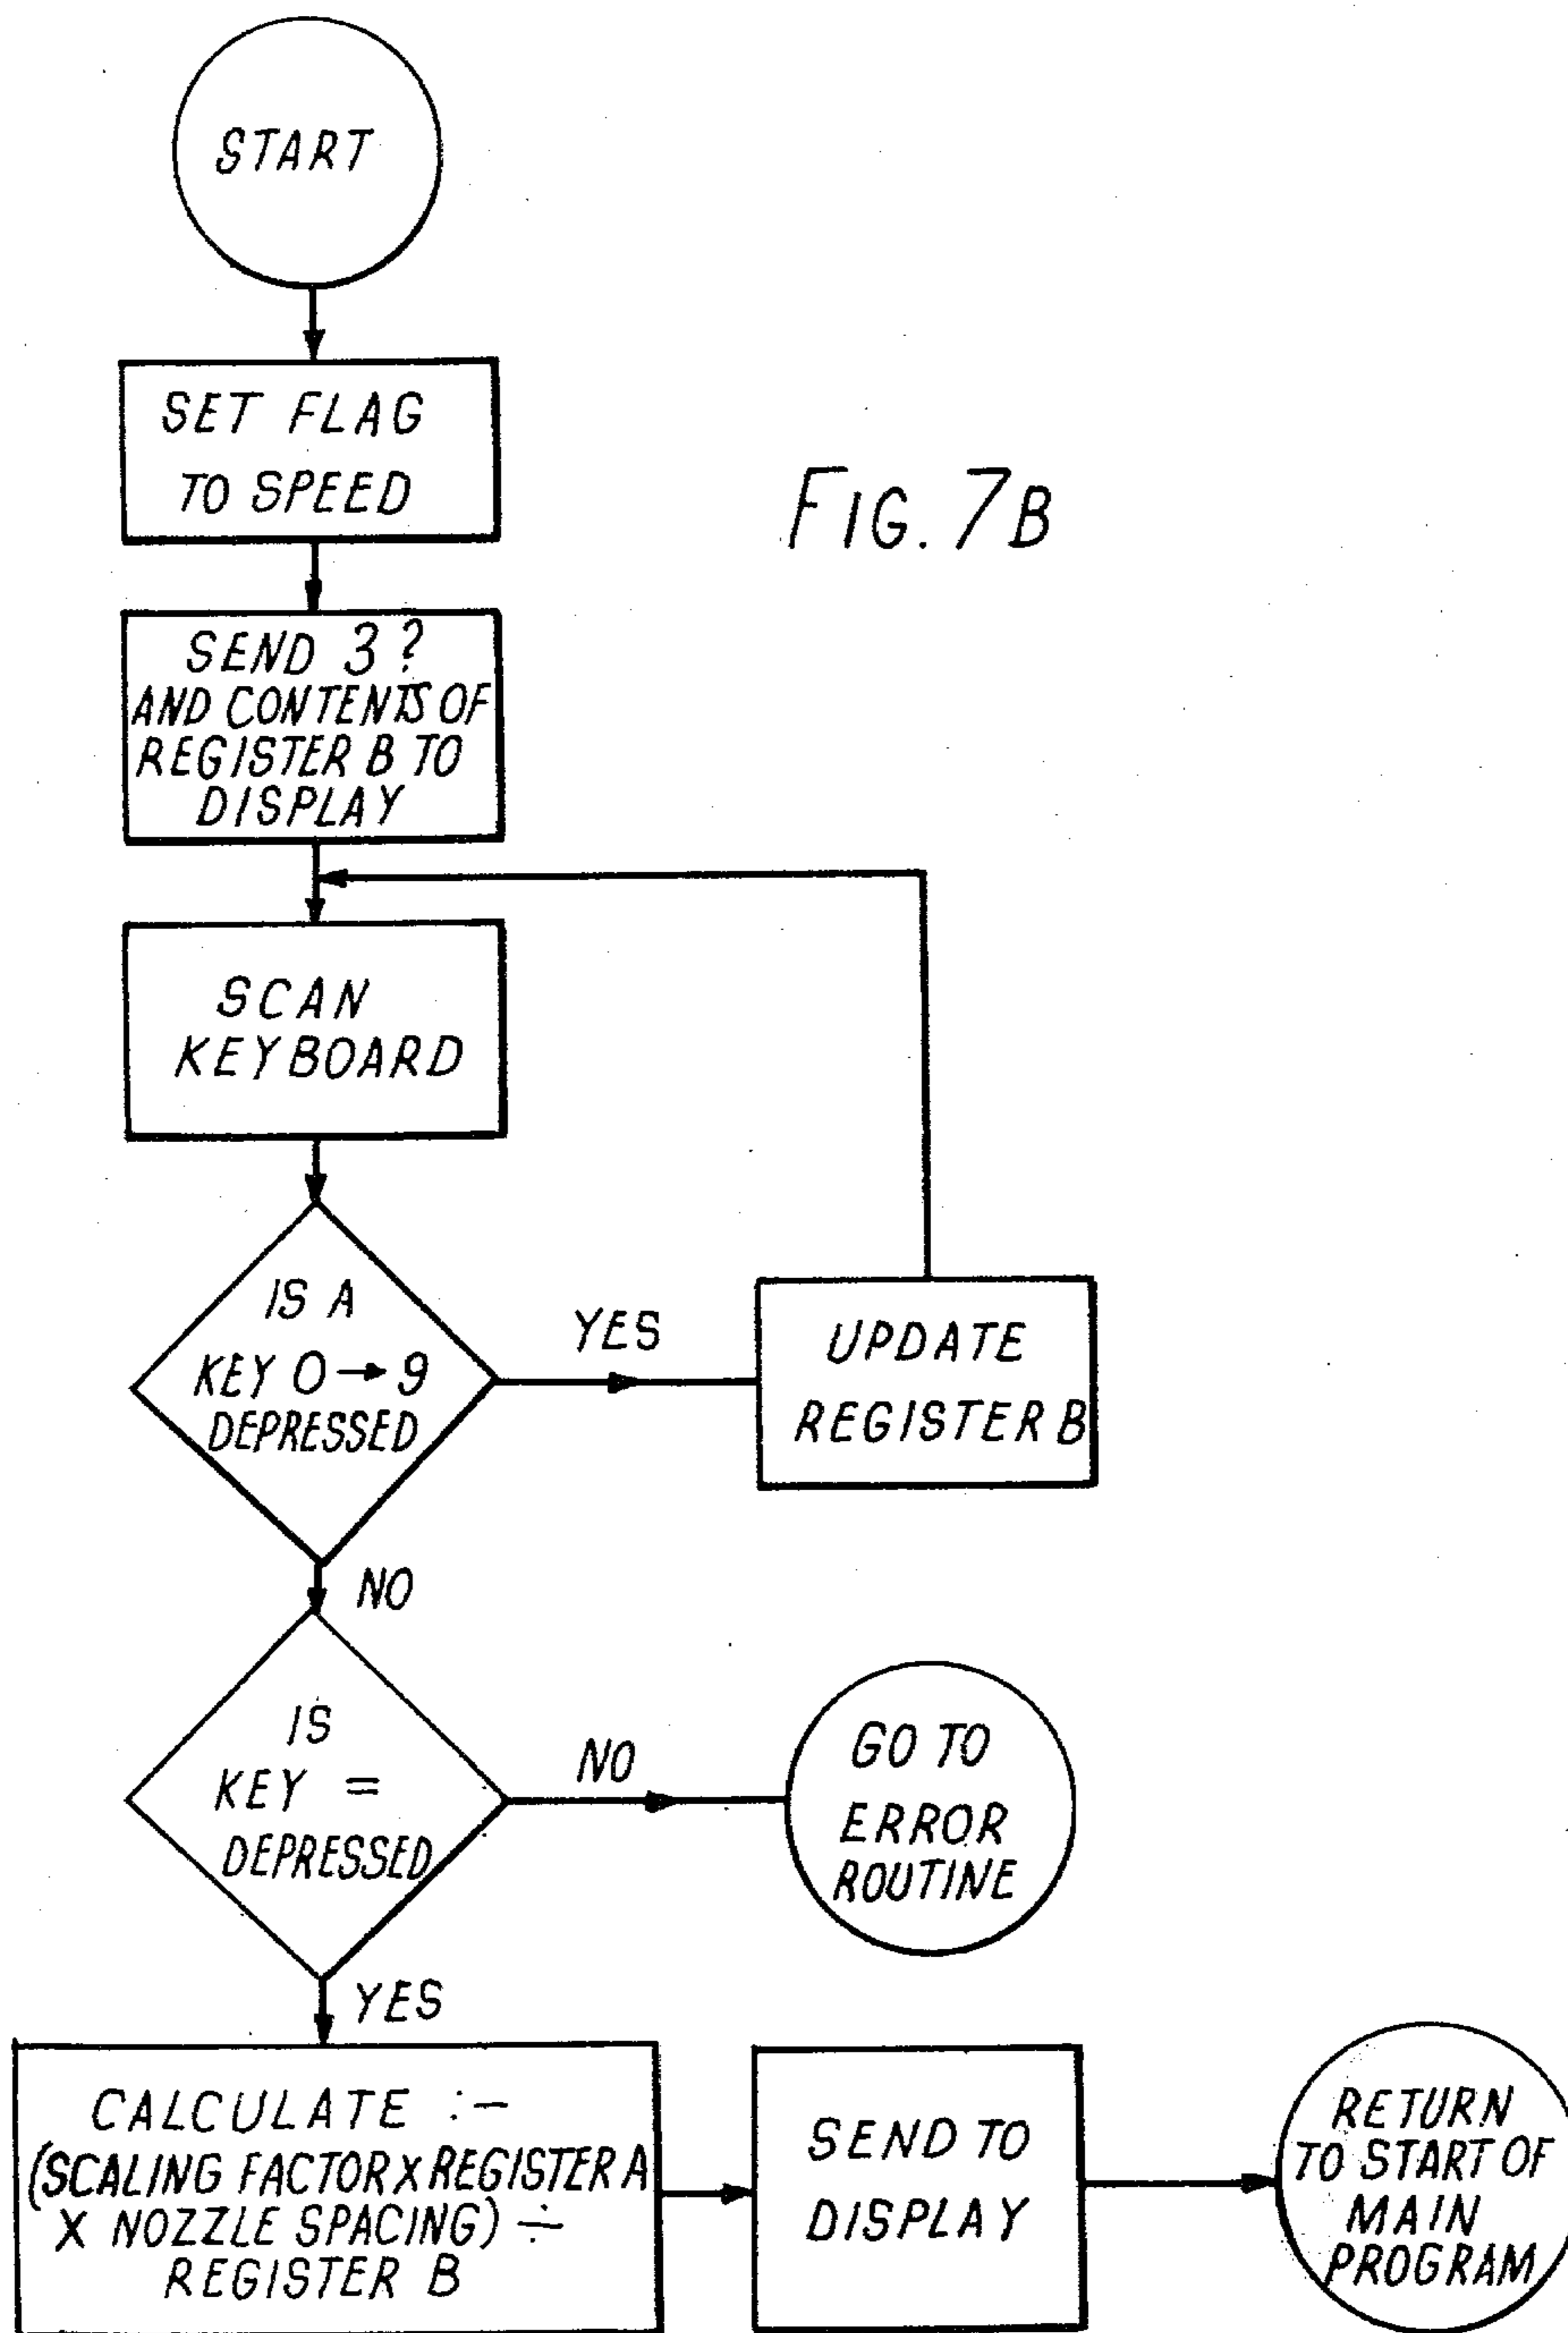 START
SET FLAG
TO SPEED
FIG. 7B
SEND 3?
AND CONTENTS OF
REGISTER B TO
DISPLAY
SCAN
KEYBOARD
IS A
KEY 0→9
DEPRESSED
YES
UPDATE
REGISTER B
NO
IS
KEY =
DEPRESSED
NO
GO TO
ERROR
ROUTINE
YES
CALCULATE :-
(SCALING FACTOR X REGISTER A
X NOZZLE SPACING) ÷
REGISTER B
SEND TO
DISPLAY
RETURN
TO START OF
MAIN
PROGRAM